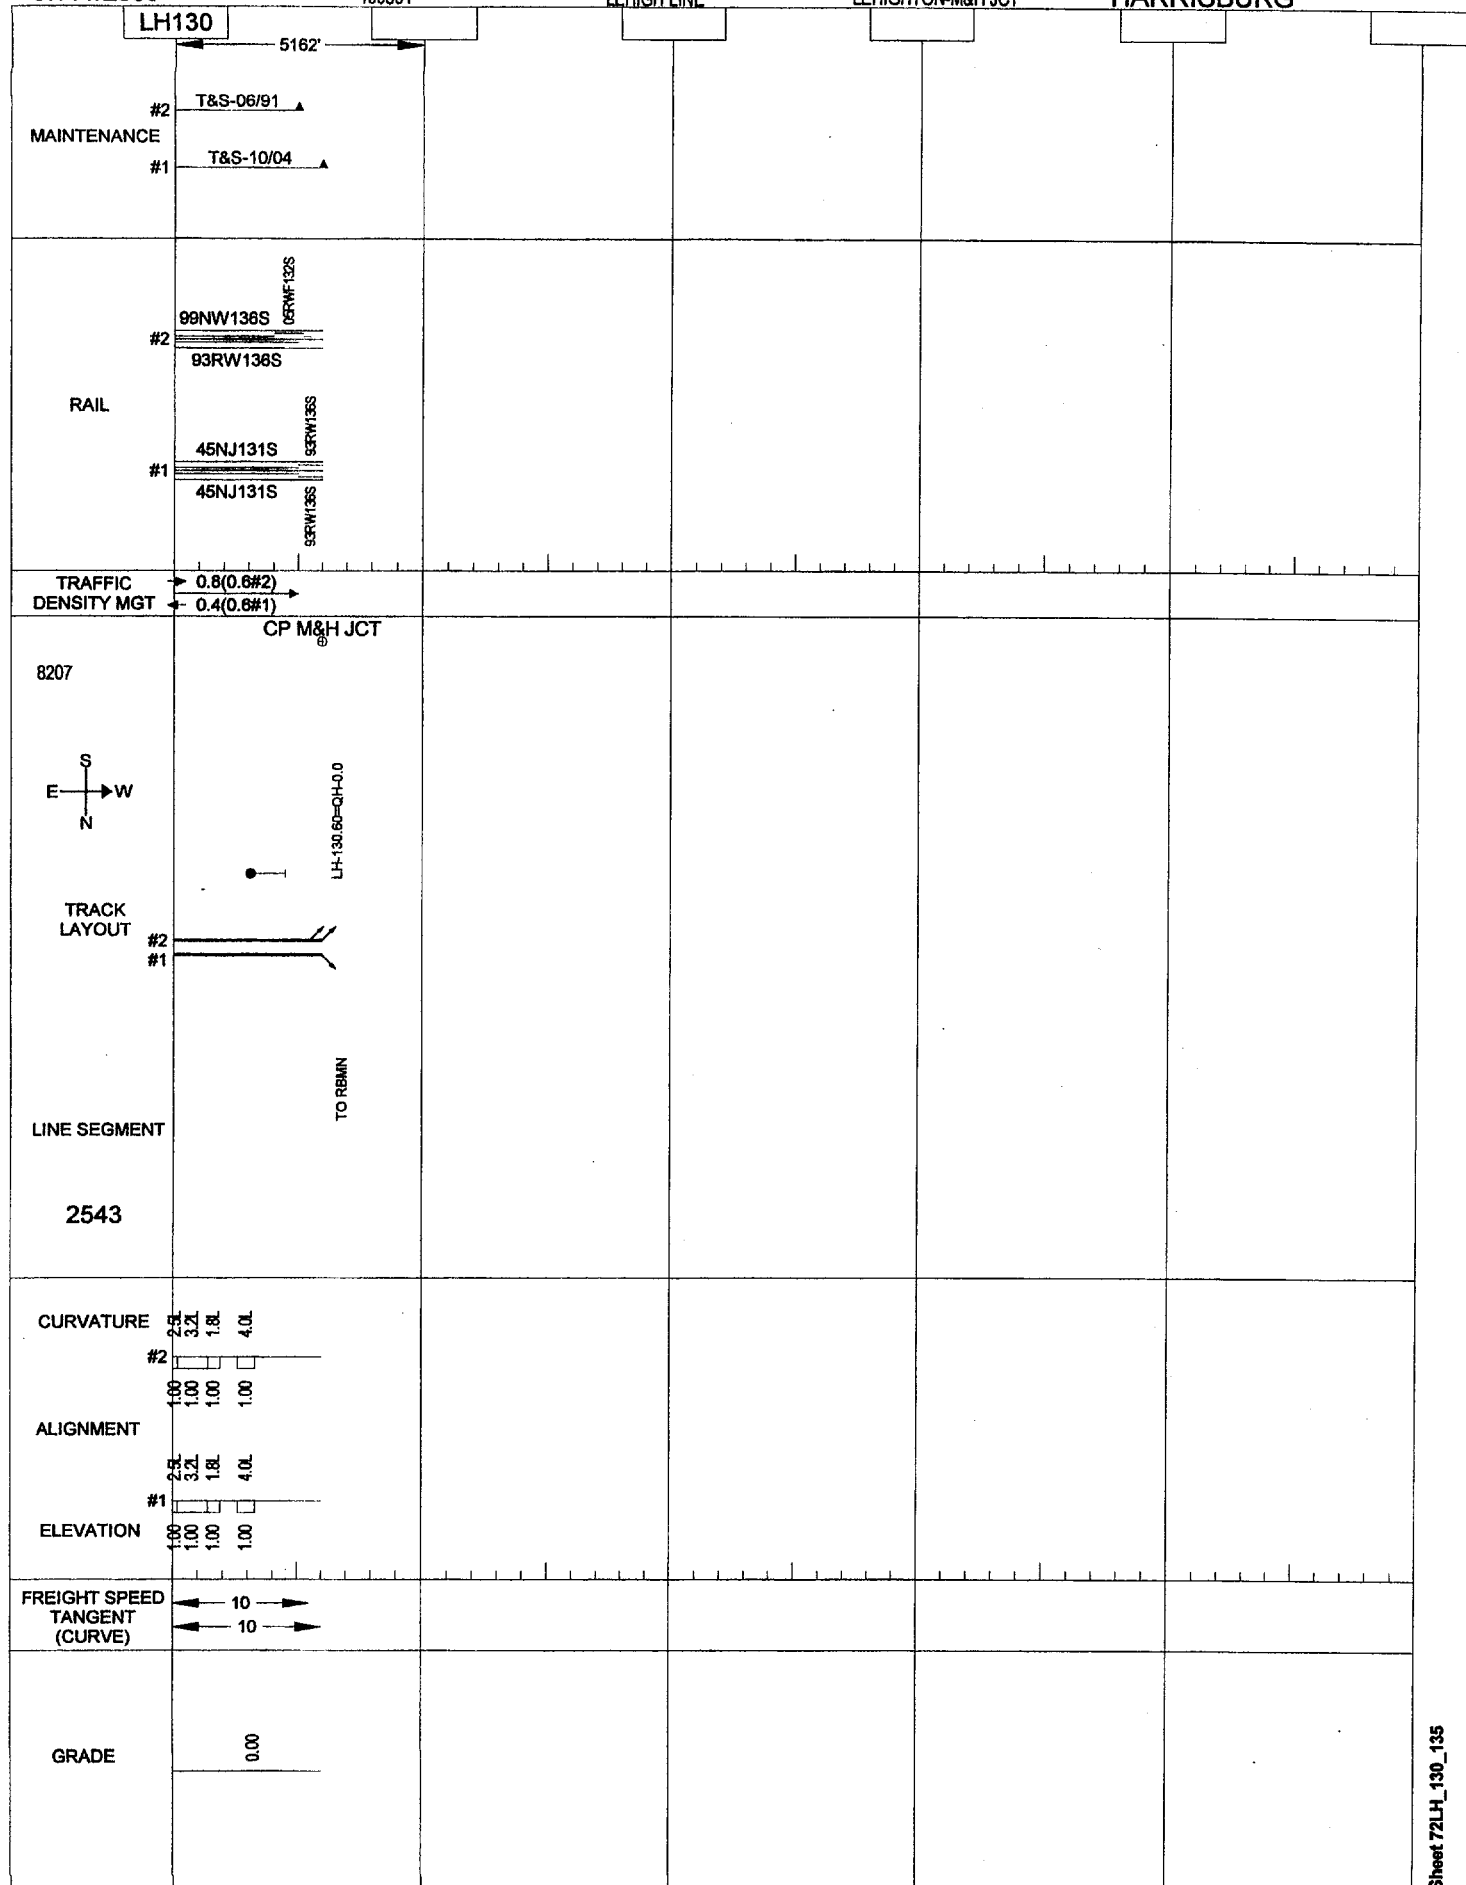 LEHIGH LINE
HARRISBURG
LH130
5162'
MAINTENANCE
#2
T&S-06/91
#1
T&S-10/04
RAIL
#2
99NW136S
05RWF132S
93RW136S
#1
45NJ131S
93RW136S
45NJ131S
93RW136S
TRAFFIC
DENSITY MGT
0.8(0.6#2)
0.4(0.6#1)
CP M&H JCT
8207
S
E
W
N
LH-130.60=QH-0.0
TRACK
LAYOUT
#2
#1
TO RBMN
LINE SEGMENT
2543
CURVATURE
2.5L
3.2L
1.8L
4.0L
#2
1.00
1.00
1.00
1.00
ALIGNMENT
2.5L
3.2L
1.8L
4.0L
#1
ELEVATION
1.00
1.00
1.00
1.00
FREIGHT SPEED
TANGENT
(CURVE)
10
10
GRADE
0.00
Sheet 72LH_130_135